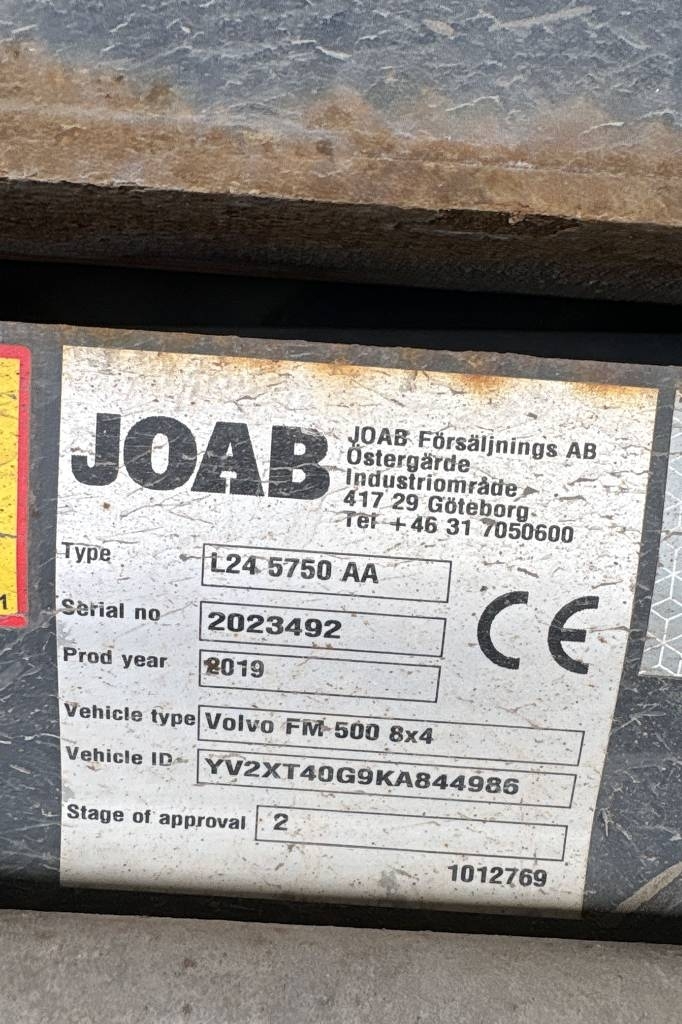 JOAB
JOAB Försäljnings AB
Östergärde
Industriområde
417 29 Göteborg
Tel +46 31 7050600
Type L24 5750 AA
Serial no 2023492
Prod year 2019
CE
Vehicle type Volvo FM 500 8x4
Vehicle ID YV2XT40G9KA844986
Stage of approval 2
1012769
1